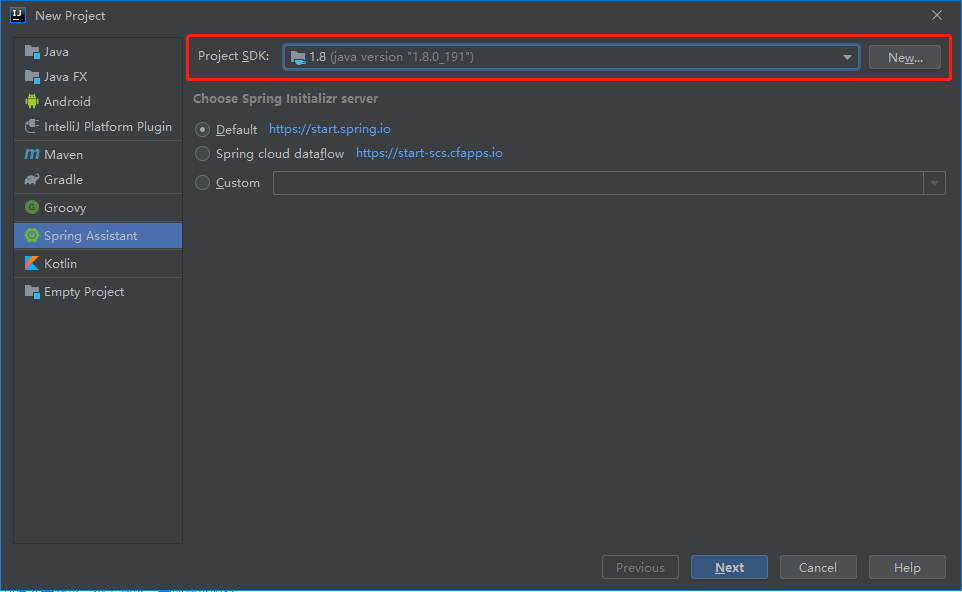 New Project
Java
Java FX
Android
IntelliJ Platform Plugin
Maven
Gradle
Groovy
Spring Assistant
Kotlin
Empty Project
Project SDK: 1.8 (java version "1.8.0_191") New...
Choose Spring Initializr server
Default https://start.spring.io
Spring cloud dataflow https://start-scs.cfapps.io
Custom
Previous Next Cancel Help